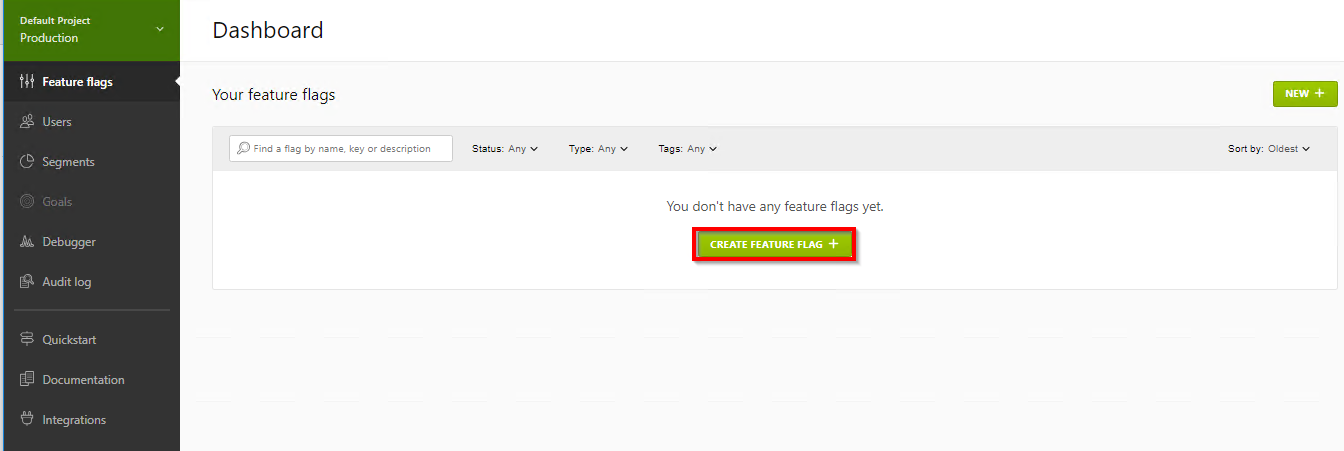 Default Project
Production
Dashboard
Feature flags
Users
Segments
Goals
Debugger
Audit log
Quickstart
Documentation
Integrations
Your feature flags
NEW +
Find a flag by name, key or description
Status: Any
Type: Any
Tags: Any
Sort by: Oldest
You don't have any feature flags yet.
CREATE FEATURE FLAG +